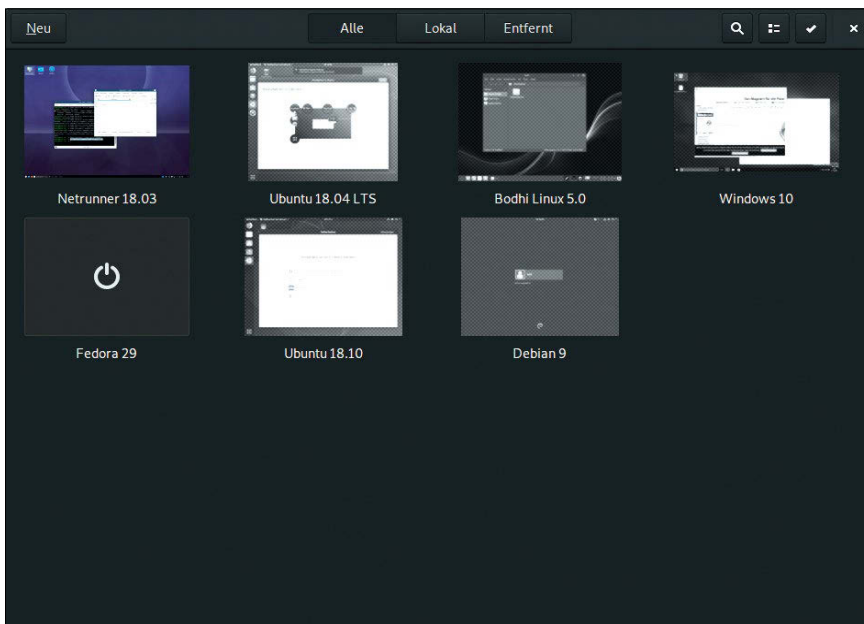 Neu
Alle
Lokal
Entfernt
Netrunner 18.03
Ubuntu 18.04 LTS
Bodhi Linux 5.0
Windows 10
Fedora 29
Ubuntu 18.10
Debian 9